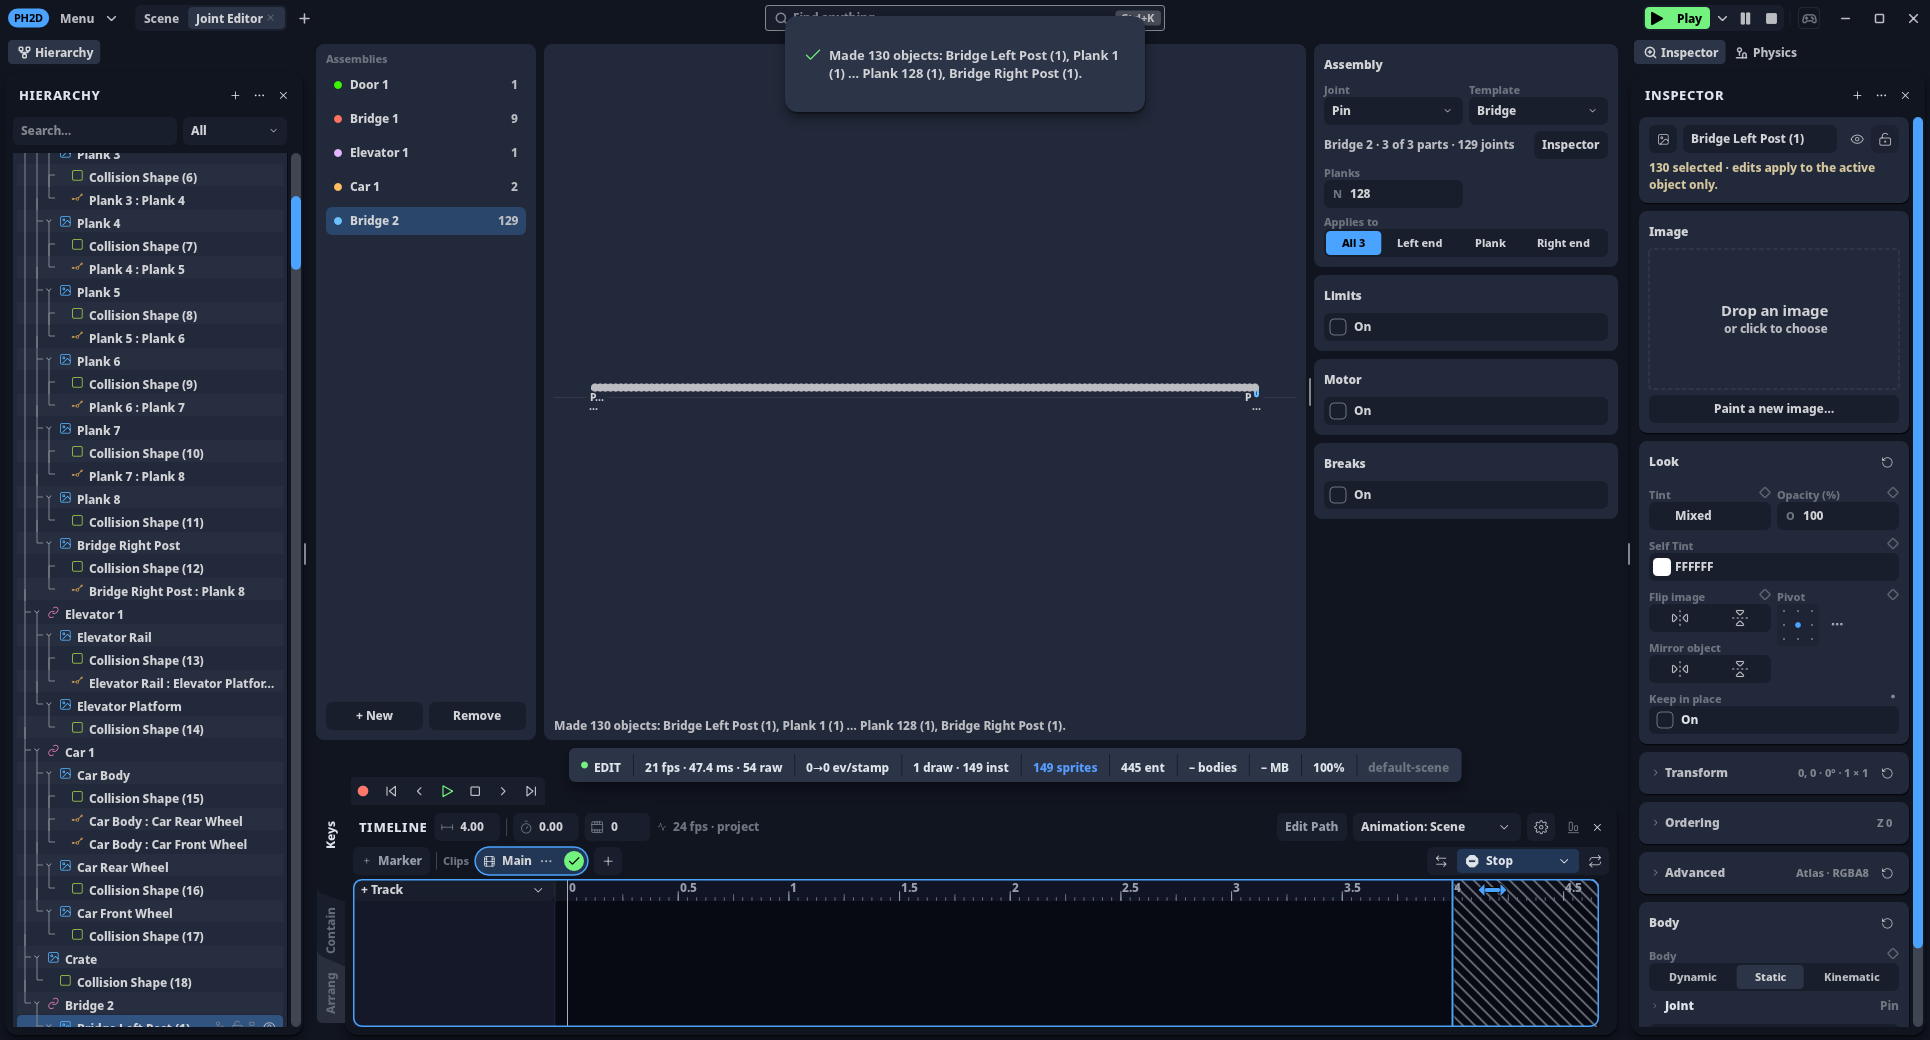 PH2D Menu Scene Joint Editor Play
Hierarchy
HIERARCHY
Search... All
Plank 3
Collision Shape (6)
Plank 3 : Plank 4
Plank 4
Collision Shape (7)
Plank 4 : Plank 5
Plank 5
Collision Shape (8)
Plank 5 : Plank 6
Plank 6
Collision Shape (9)
Plank 6 : Plank 7
Plank 7
Collision Shape (10)
Plank 7 : Plank 8
Plank 8
Collision Shape (11)
Bridge Right Post
Collision Shape (12)
Bridge Right Post : Plank 8
Elevator 1
Elevator Rail
Collision Shape (13)
Elevator Rail : Elevator Platfor...
Elevator Platform
Collision Shape (14)
Car 1
Car Body
Collision Shape (15)
Car Body : Car Rear Wheel
Car Body : Car Front Wheel
Car Rear Wheel
Collision Shape (16)
Car Front Wheel
Collision Shape (17)
Crate
Collision Shape (18)
Bridge 2
Bridge Left Post (1)
Assemblies
Door 1 1
Bridge 1 9
Elevator 1 1
Car 1 2
Bridge 2 129
+ New Remove
Made 130 objects: Bridge Left Post (1), Plank 1
(1) ... Plank 128 (1), Bridge Right Post (1).
P...
...
P
...
Made 130 objects: Bridge Left Post (1), Plank 1 (1) ... Plank 128 (1), Bridge Right Post (1).
Assembly
Joint Template
Pin Bridge
Bridge 2 · 3 of 3 parts · 129 joints Inspector
Planks
N 128
Applies to
All 3 Left end Plank Right end
Limits
On
Motor
On
Breaks
On
EDIT 21 fps · 47.4 ms · 54 raw 0→0 ev/stamp 1 draw · 149 inst 149 sprites 445 ent – bodies – MB 100% default-scene
Keys
Contain
Arrang
TIMELINE 4.00 0.00 0 24 fps · project Edit Path Animation: Scene
+ Marker Clips Main ... + Stop
+ Track 0 0.5 1 1.5 2 2.5 3 3.5 4 4.5
Inspector Physics
INSPECTOR
Bridge Left Post (1)
130 selected · edits apply to the active
object only.
Image
Drop an image
or click to choose
Paint a new image...
Look
Tint Opacity (%)
Mixed O 100
Self Tint
FFFFFF
Flip image Pivot
Mirror object
Keep in place
On
Transform 0, 0 · 0° · 1 × 1
Ordering Z 0
Advanced Atlas · RGBA8
Body
Body
Dynamic Static Kinematic
Joint Pin